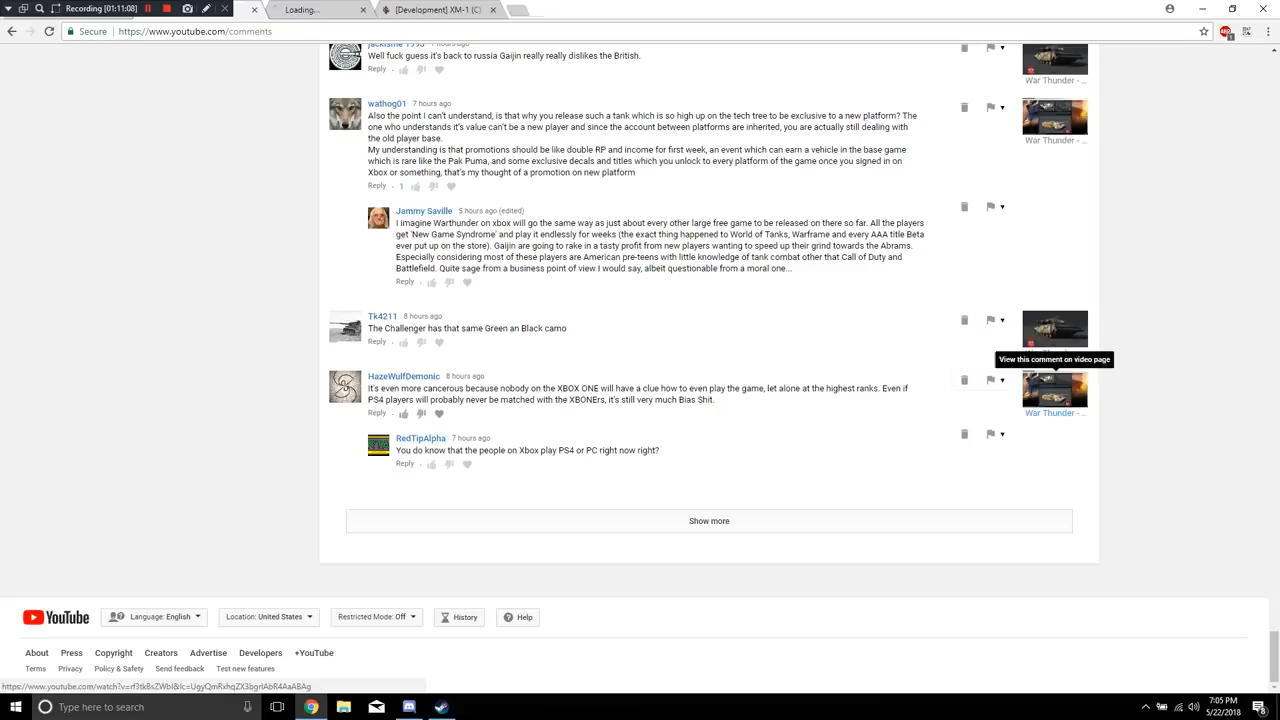 Recording (01:11:08)
Loading...
[Development] XM-1 (C)
Secure
https://www.youtube.com/comments
jackisme 1993 7 hours ago
Well fuck guess it's back to russia Gaijin really really dislikes the British.
Reply .
War Thunder - ...
wathog01 7 hours ago
Also the point I can't understand, is that why you release such a tank which is so high up on the tech tree to be exclusive to a new platform? The
one who understands it's value can't be a new player and since the account between platforms are inherited, you are actually still dealing with
the old player base.
My understanding is that promotions should be like double RP and income for first week, an event which can earn a vehicle in the base game
which is rare like the Pak Puma, and some exclusive decals and titles which you unlock to every platform of the game once you signed in on
Xbox or something, that's my thought of a promotion on new platform
Reply . 1
War Thunder - ...
Jammy Saville 5 hours ago (edited)
I imagine Warthunder on xbox will go the same way as just about every other large free game to be released on there so far. All the players
get 'New Game Syndrome' and play it endlessly for weeks (the exact thing happened to World of Tanks, Warframe and every AAA title Beta
ever put up on the store). Gaijin are going to rake in a tasty profit from new players wanting to speed up their grind towards the Abrams.
Especially considering most of these players are American pre-teens with little knowledge of tank combat other that Call of Duty and
Battlefield. Quite sage from a business point of view I would say, albeit questionable from a moral one...
Reply .
Tk4211 8 hours ago
The Challenger has that same Green an Black camo
Reply .
View this comment on video page
HazeWulfDemonic 8 hours ago
It's even more cancerous because nobody on the XBOX ONE will have a clue how to even play the game, let alone at the highest ranks. Even if
PS4 players will probably never be matched with the XBONErs, it's still very much Bias Shit.
Reply .
War Thunder - ...
RedTipAlpha 7 hours ago
You do know that the people on Xbox play PS4 or PC right now right?
Reply .
Show more
YouTube
Language: English
Location: United States
Restricted Mode: Off
History
Help
About Press Copyright Creators Advertise Developers +YouTube
Terms Privacy Policy & Safety Send feedback Test new features
Type here to search
7:05 PM
5/22/2018